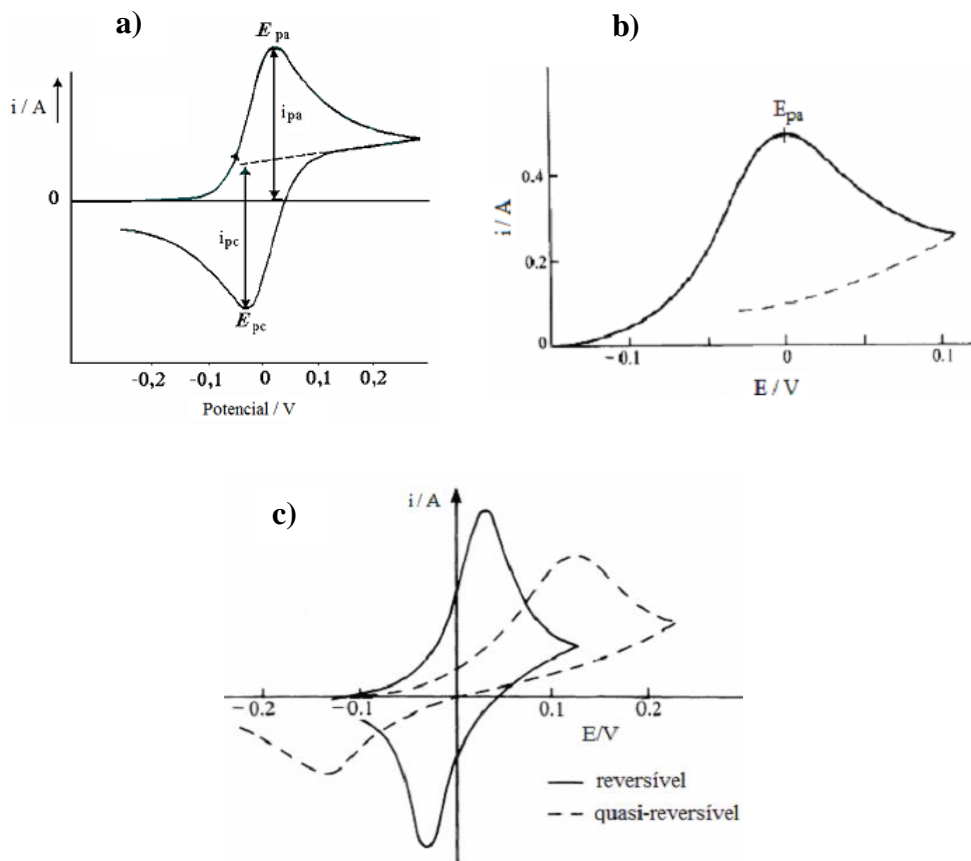 a)
E pa
i / A
i pa
0
i pc
E pc
-0,2 -0,1 0 0,1 0,2
Potencial / V
b)
E pa
i / A
0.4
0.2
0
-0.1 0 0.1
E / V
c)
i / A
-0.2 -0.1 0.1 0.2
E/V
reversível
quasi-reversível